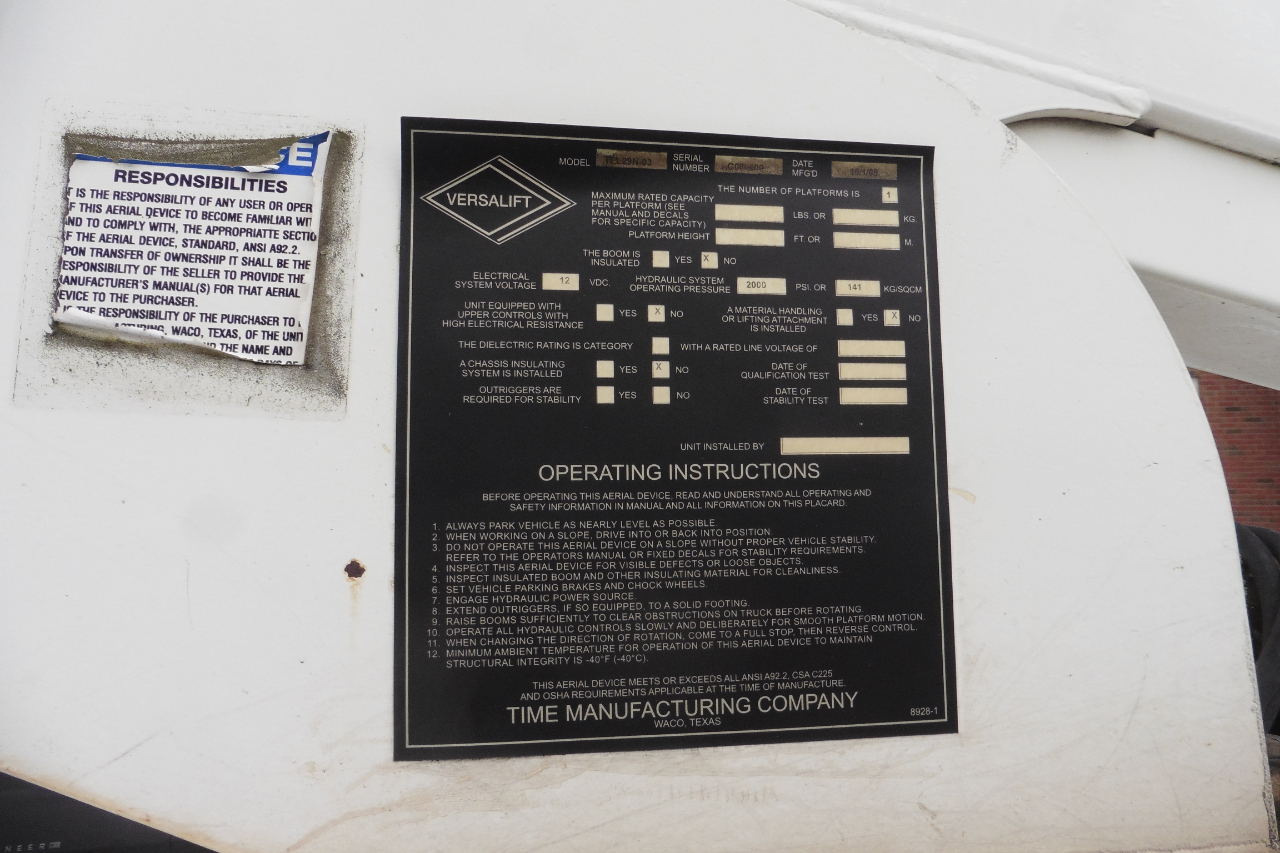 E
RESPONSIBILITIES
T IS THE RESPONSIBILITY OF ANY USER OR OPER
F THIS AERIAL DEVICE TO BECOME FAMILIAR WIT
ND TO COMPLY WITH, THE APPROPRIATTE SECTIO
F THE AERIAL DEVICE, STANDARD, ANSI A92.2.
PON TRANSFER OF OWNERSHIP IT SHALL BE THE
ESPONSIBILITY OF THE SELLER TO PROVIDE THE
ANUFACTURER'S MANUAL(S) FOR THAT AERIAL
EVICE TO THE PURCHASER.
IS THE RESPONSIBILITY OF THE PURCHASER TO
ACTURING, WACO, TEXAS, OF THE UNIT
THE NAME AND
DAYS OF
VERSALIFT
MODEL SERIAL NUMBER DATE MFG'D
THE NUMBER OF PLATFORMS IS 1
MAXIMUM RATED CAPACITY
PER PLATFORM (SEE
MANUAL AND DECALS
FOR SPECIFIC CAPACITY) LBS. OR KG.
PLATFORM HEIGHT FT. OR M.
THE BOOM IS
INSULATED YES X NO
ELECTRICAL
SYSTEM VOLTAGE 12 VDC.
HYDRAULIC SYSTEM
OPERATING PRESSURE 2000 PSI. OR 141 KG/SQCM
UNIT EQUIPPED WITH
UPPER CONTROLS WITH
HIGH ELECTRICAL RESISTANCE YES X NO
A MATERIAL HANDLING
OR LIFTING ATTACHMENT
IS INSTALLED YES X NO
THE DIELECTRIC RATING IS CATEGORY WITH A RATED LINE VOLTAGE OF
A CHASSIS INSULATING
SYSTEM IS INSTALLED YES X NO
DATE OF
QUALIFICATION TEST
OUTRIGGERS ARE
REQUIRED FOR STABILITY YES NO
DATE OF
STABILITY TEST
UNIT INSTALLED BY
OPERATING INSTRUCTIONS
BEFORE OPERATING THIS AERIAL DEVICE, READ AND UNDERSTAND ALL OPERATING AND
SAFETY INFORMATION IN MANUAL AND ALL INFORMATION ON THIS PLACARD.
1. ALWAYS PARK VEHICLE AS NEARLY LEVEL AS POSSIBLE.
2. WHEN WORKING ON A SLOPE, DRIVE INTO OR BACK INTO POSITION.
3. DO NOT OPERATE THIS AERIAL DEVICE ON A SLOPE WITHOUT PROPER VEHICLE STABILITY.
REFER TO THE OPERATORS MANUAL OR FIXED DECALS FOR STABILITY REQUIREMENTS.
4. INSPECT THIS AERIAL DEVICE FOR VISIBLE DEFECTS OR LOOSE OBJECTS.
5. INSPECT INSULATED BOOM AND OTHER INSULATING MATERIAL FOR CLEANLINESS.
6. SET VEHICLE PARKING BRAKES AND CHOCK WHEELS.
7. ENGAGE HYDRAULIC POWER SOURCE.
8. EXTEND OUTRIGGERS, IF SO EQUIPPED, TO A SOLID FOOTING.
9. RAISE BOOMS SUFFICIENTLY TO CLEAR OBSTRUCTIONS ON TRUCK BEFORE ROTATING.
10. OPERATE ALL HYDRAULIC CONTROLS SLOWLY AND DELIBERATELY FOR SMOOTH PLATFORM MOTION.
11. WHEN CHANGING THE DIRECTION OF ROTATION, COME TO A FULL STOP, THEN REVERSE CONTROL.
12. MINIMUM AMBIENT TEMPERATURE FOR OPERATION OF THIS AERIAL DEVICE TO MAINTAIN
STRUCTURAL INTEGRITY IS -40°F (-40°C).
THIS AERIAL DEVICE MEETS OR EXCEEDS ALL ANSI A92.2, CSA C225
AND OSHA REQUIREMENTS APPLICABLE AT THE TIME OF MANUFACTURE.
TIME MANUFACTURING COMPANY
WACO, TEXAS
8928-1